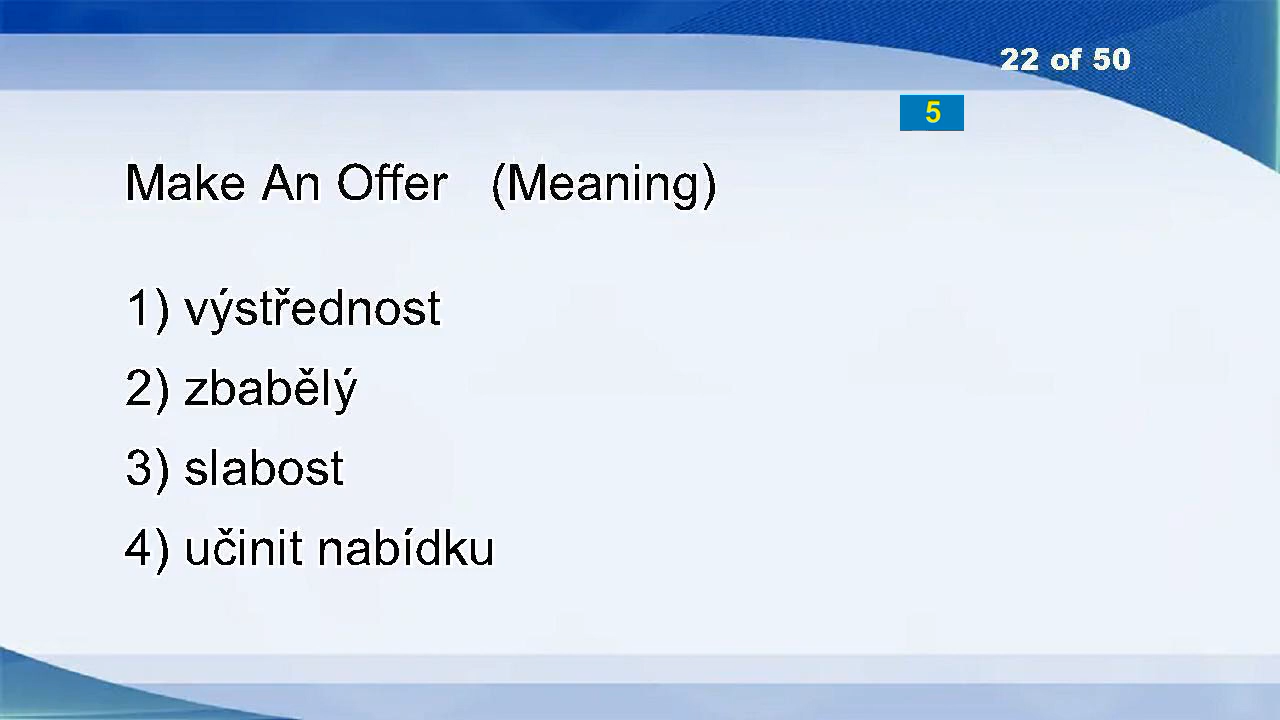 22 of 50
5
Make An Offer (Meaning)
1) výstřednost
2) zbabělý
3) slabost
4) učinit nabídku